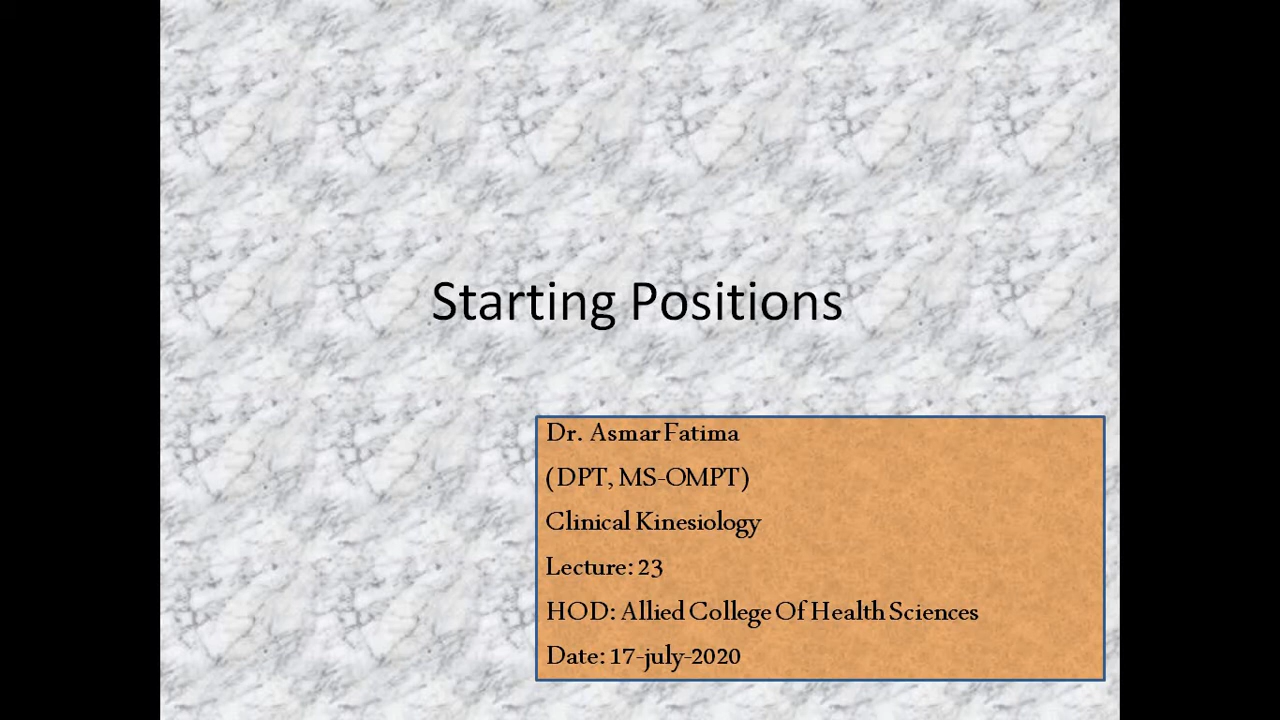 Starting Positions
Dr. Asmar Fatima
(DPT, MS-OMPT)
Clinical Kinesiology
Lecture: 23
HOD: Allied College Of Health Sciences
Date: 17-july-2020